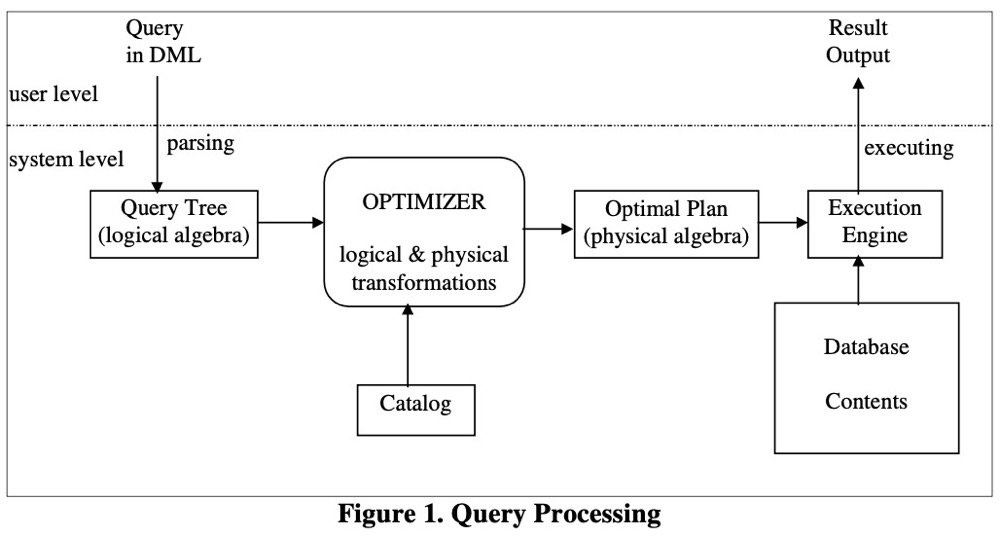 Query
in DML
Result
Output
user level
system level
parsing
executing
Query Tree
(logical algebra)
OPTIMIZER
logical & physical
transformations
Optimal Plan
(physical algebra)
Execution
Engine
Catalog
Database
Contents
Figure 1. Query Processing